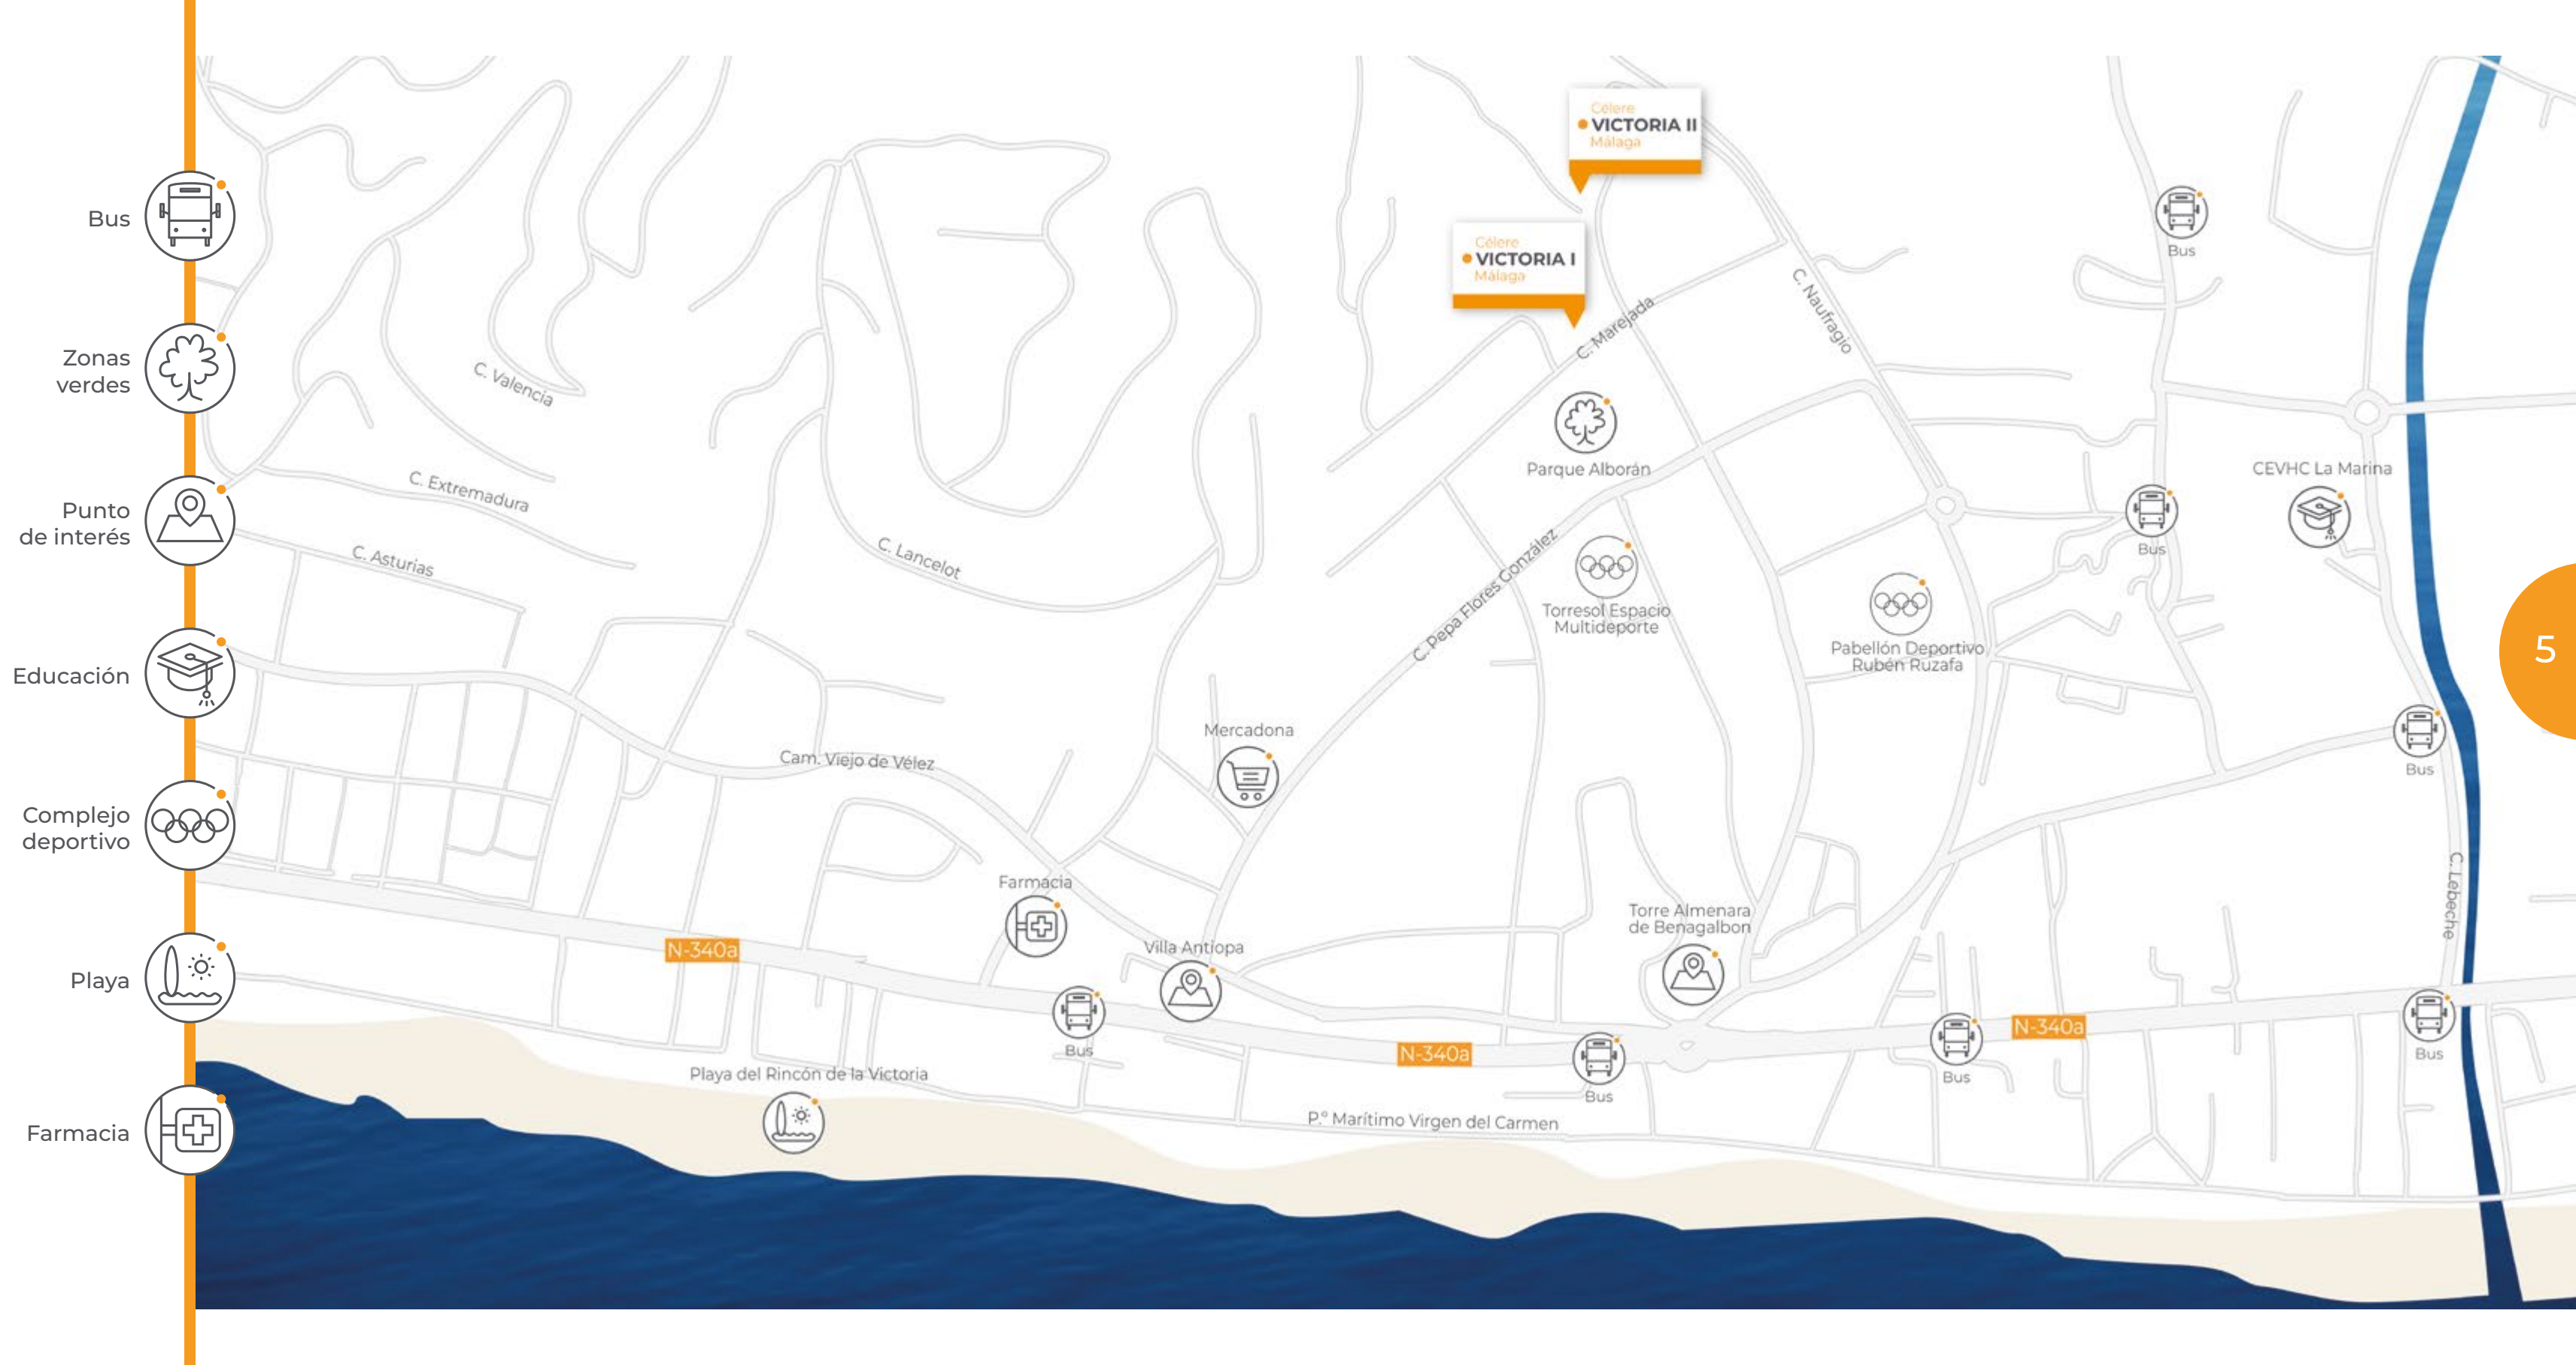 Bus
Zonas
verdes
Punto
de interés
Educación
Complejo
deportivo
Playa
Farmacia
Célere
VICTORIA II
Málaga
Célere
VICTORIA I
Málaga
Bus
C. Marejada
C. Naufragio
C. Valencia
Parque Alborán
CEVHC La Marina
C. Extremadura
Bus
C. Asturias
C. Lancelot
C. Pepa Flores González
Torresol Espacio
Multideporte
Pabellón Deportivo
Rubén Ruzafa
5
Mercadona
Cam. Viejo de Vélez
Bus
Farmacia
C. Lebeche
Torre Almenara
de Benagalbon
N-340a
Villa Antiopa
Bus
N-340a
Bus
N-340a
Bus
Bus
Playa del Rincón de la Victoria
P.º Marítimo Virgen del Carmen